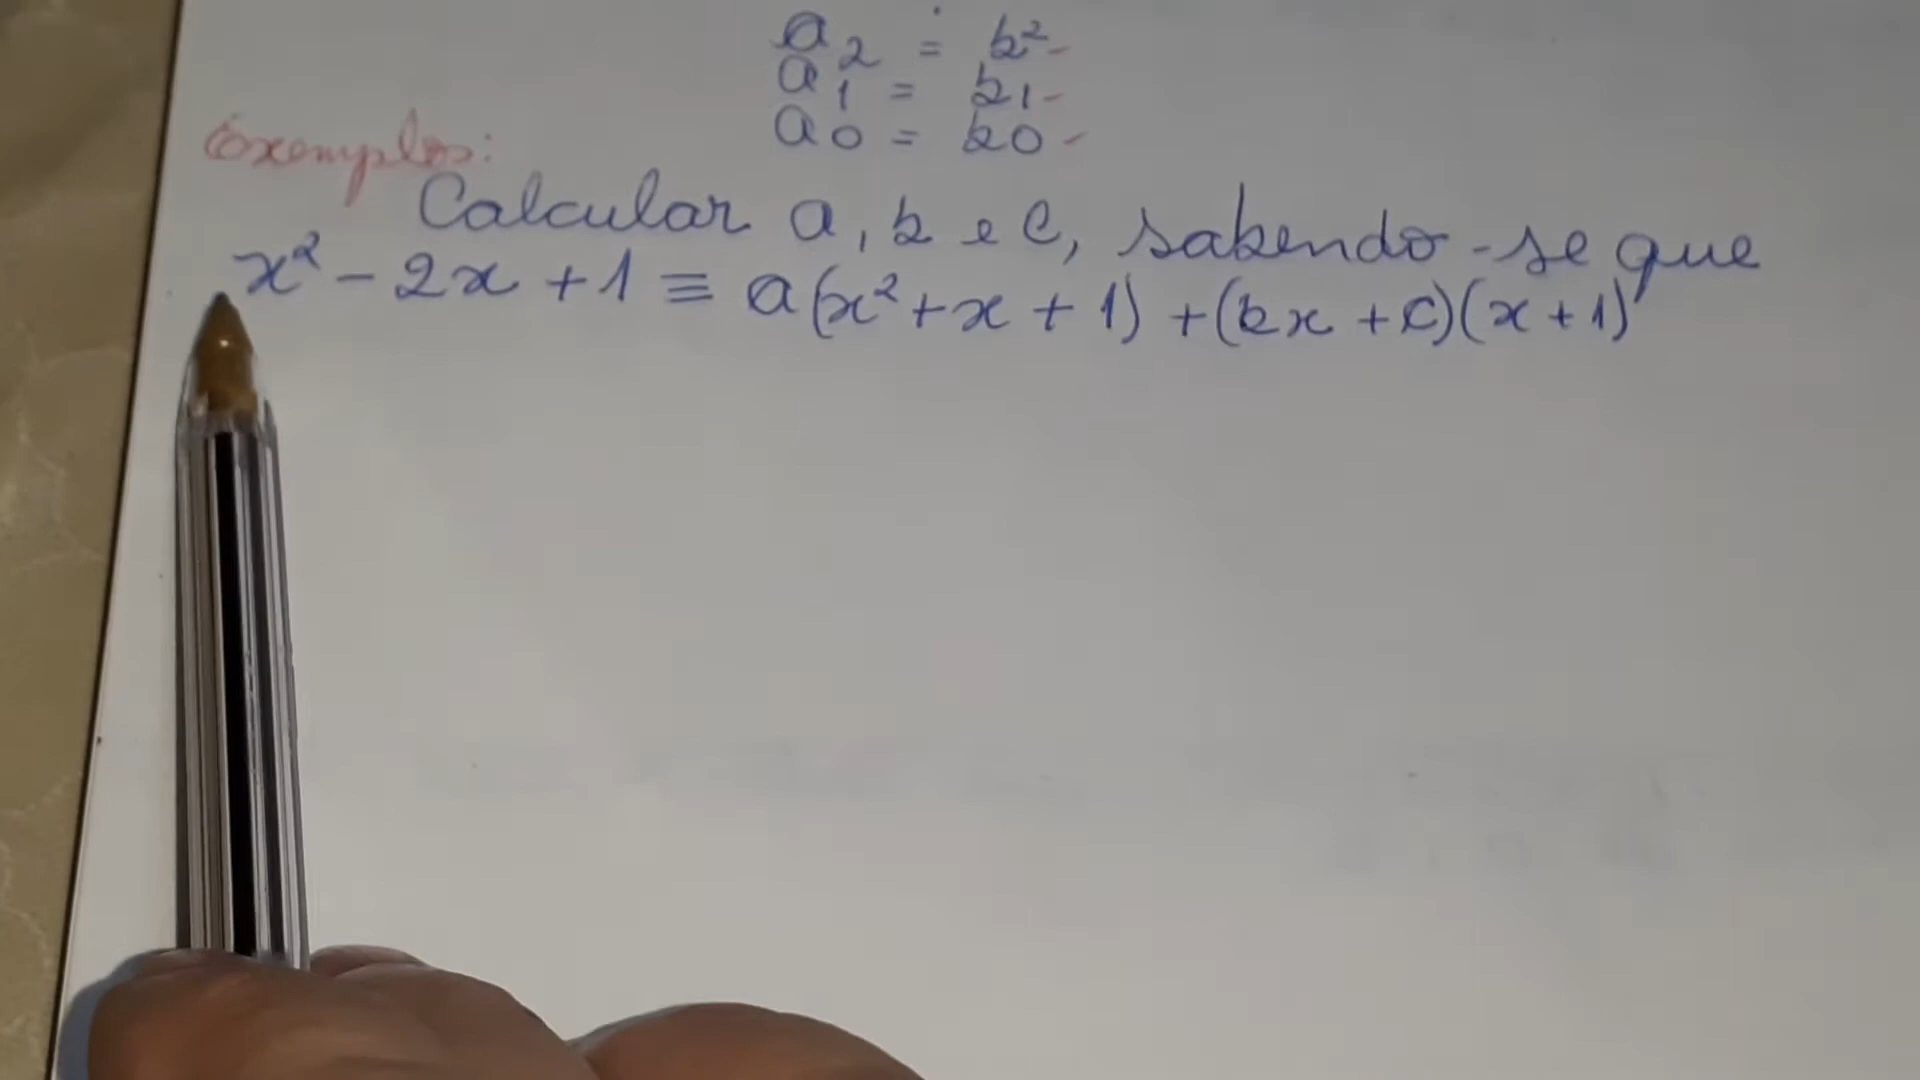 a2 = b²-
a1 = b1-
a0 = b0-
Exemplos:
Calcular a, b e c, sabendo-se que
x² - 2x + 1 ≡ a(x² + x + 1) + (bx + c)(x + 1)